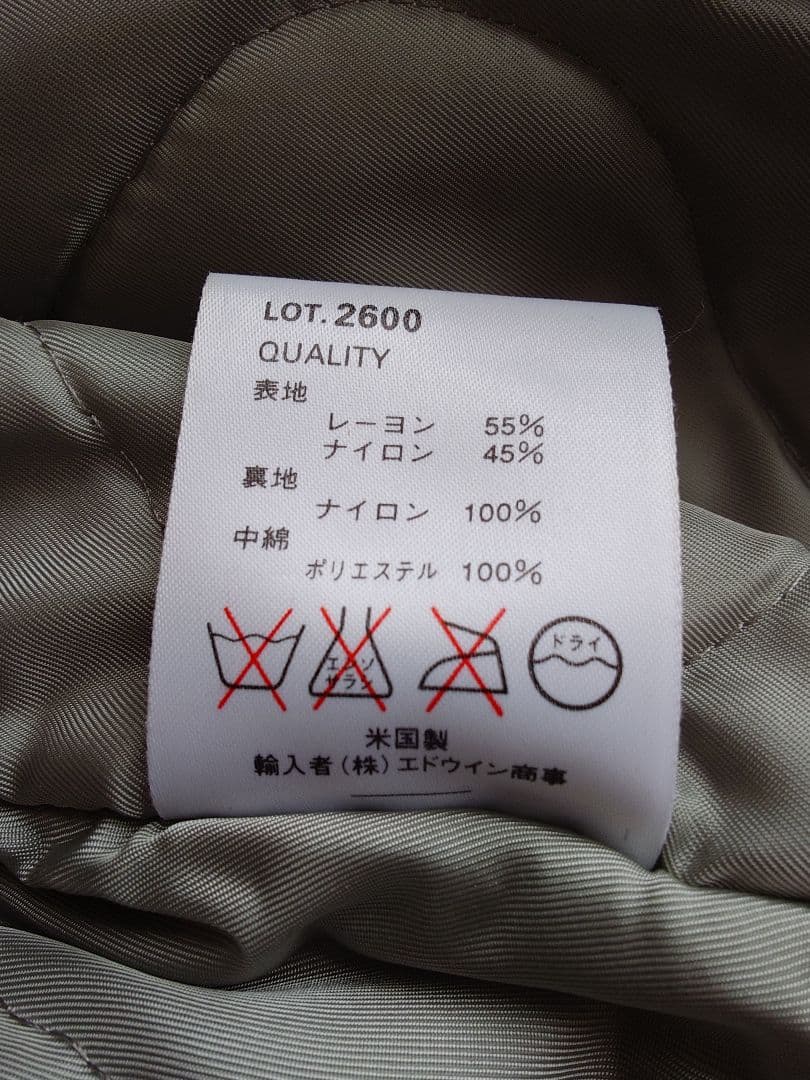 LOT. 2600
QUALITY
表地
レーヨン 55%
ナイロン 45%
裏地
ナイロン 100%
中綿
ポリエステル 100%
エンソ
サラシ
ドライ
米国製
輸入者(株)エドウイン商事